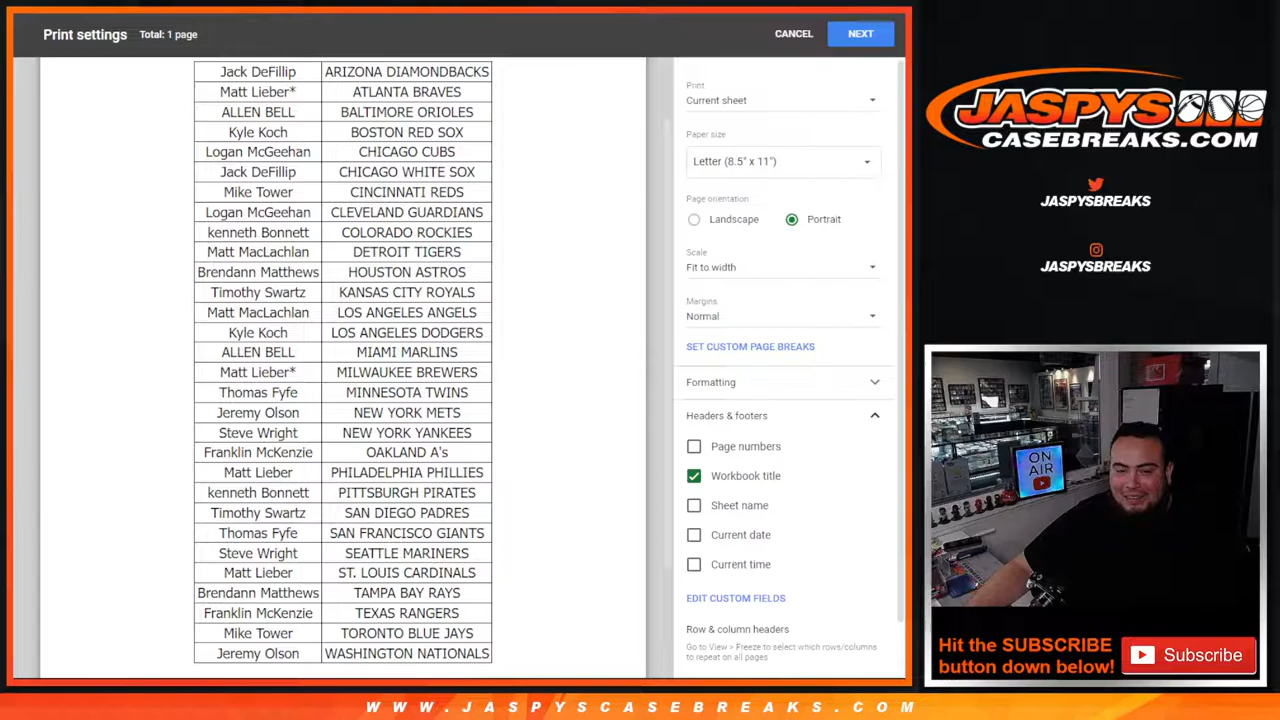 Print settings Total: 1 page CANCEL NEXT
Jack DeFillip ARIZONA DIAMONDBACKS
Matt Lieber* ATLANTA BRAVES
ALLEN BELL BALTIMORE ORIOLES
Kyle Koch BOSTON RED SOX
Logan McGeehan CHICAGO CUBS
Jack DeFillip CHICAGO WHITE SOX
Mike Tower CINCINNATI REDS
Logan McGeehan CLEVELAND GUARDIANS
kenneth Bonnett COLORADO ROCKIES
Matt MacLachlan DETROIT TIGERS
Brendann Matthews HOUSTON ASTROS
Timothy Swartz KANSAS CITY ROYALS
Matt MacLachlan LOS ANGELES ANGELS
Kyle Koch LOS ANGELES DODGERS
ALLEN BELL MIAMI MARLINS
Matt Lieber* MILWAUKEE BREWERS
Thomas Fyfe MINNESOTA TWINS
Jeremy Olson NEW YORK METS
Steve Wright NEW YORK YANKEES
Franklin McKenzie OAKLAND A's
Matt Lieber PHILADELPHIA PHILLIES
kenneth Bonnett PITTSBURGH PIRATES
Timothy Swartz SAN DIEGO PADRES
Thomas Fyfe SAN FRANCISCO GIANTS
Steve Wright SEATTLE MARINERS
Matt Lieber ST. LOUIS CARDINALS
Brendann Matthews TAMPA BAY RAYS
Franklin McKenzie TEXAS RANGERS
Mike Tower TORONTO BLUE JAYS
Jeremy Olson WASHINGTON NATIONALS
Print
Current sheet
Paper size
Letter (8.5" x 11")
Page orientation
Landscape Portrait
Scale
Fit to width
Margins
Normal
SET CUSTOM PAGE BREAKS
Formatting
Headers & footers
Page numbers
Workbook title
Sheet name
Current date
Current time
EDIT CUSTOM FIELDS
Row & column headers
Go to View > Freeze to select which rows/columns
to repeat on all pages
JASPYS
CASEBREAKS.COM
JASPYSBREAKS
JASPYSBREAKS
ON
AIR
Hit the SUBSCRIBE
button down below!
Subscribe
WWW.JASPYSCASEBREAKS.COM